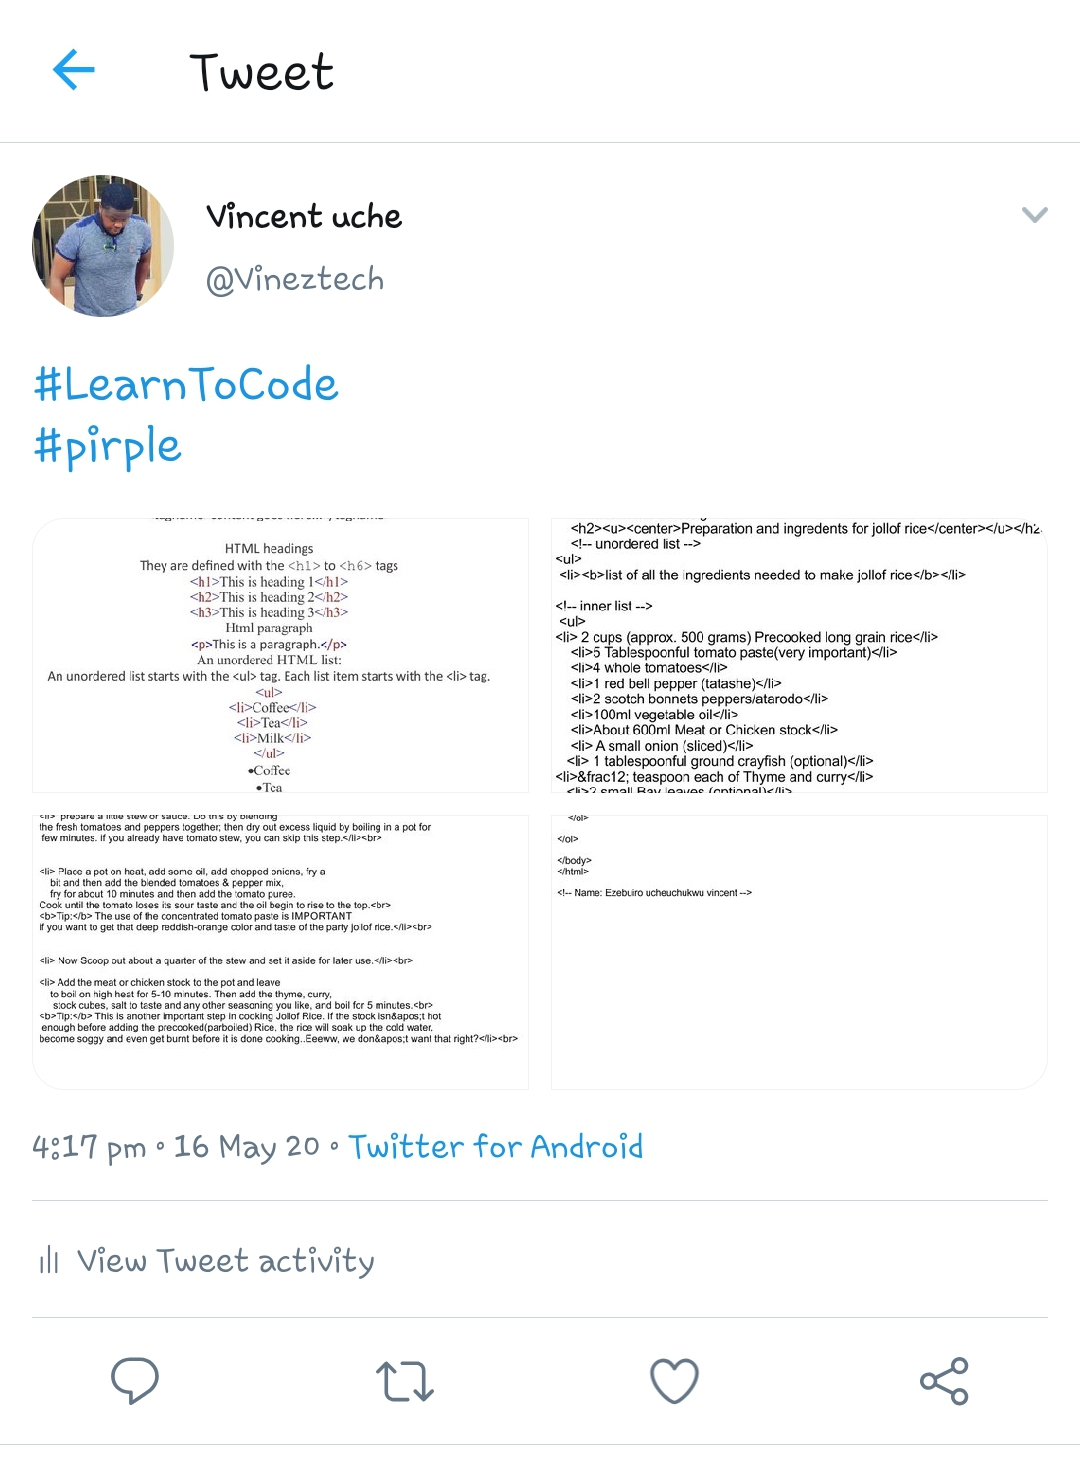 Tweet
Vincent uche
@Vineztech
#LearnToCode
#pirple
HTML headings
They are defined with the <h1> to <h6> tags
<h1>This is heading 1</h1>
<h2>This is heading 2</h2>
<h3>This is heading 3</h3>
Html paragraph
<p>This is a paragraph.</p>
An unordered HTML list:
An unordered list starts with the <ul> tag. Each list item starts with the <li> tag.
<ul>
<li>Coffee</li>
<li>Tea</li>
<li>Milk</li>
</ul>
•Coffee
•Tea
<h2><u><center>Preparation and ingredents for jollof rice</center></u></h2
<!-- unordered list -->
<ul>
<li><b>list of all the ingredients needed to make jollof rice</b></li>
<!-- inner list -->
<ul>
<li> 2 cups (approx. 500 grams) Precooked long grain rice</li>
<li>5 Tablespoonful tomato paste(very important)</li>
<li>4 whole tomatoes</li>
<li>1 red bell pepper (tatashe)</li>
<li>2 scotch bonnets peppers/atarodo</li>
<li>100ml vegetable oil</li>
<li>About 600ml Meat or Chicken stock</li>
<li> A small onion (sliced)</li>
<li> 1 tablespoonful ground crayfish (optional)</li>
<li>&frac12; teaspoon each of Thyme and curry</li>
<li>2 small Bay leaves (optional)</li>
<li> prepare a little stew or sauce. Do this by blending
the fresh tomatoes and peppers together; then dry out excess liquid by boiling in a pot for
few minutes. if you already have tomato stew, you can skip this step.</li><br>
<li> Place a pot on heat, add some oil, add chopped onions, fry a
bit and then add the blended tomatoes & pepper mix,
fry for about 10 minutes and then add the tomato puree.
Cook until the tomato loses its sour taste and the oil begin to rise to the top.<br>
<b>Tip:</b> The use of the concentrated tomato paste is IMPORTANT
if you want to get that deep reddish-orange color and taste of the party jollof rice.</li><br>
<li> Now Scoop out about a quarter of the stew and set it aside for later use.</li><br>
<li> Add the meat or chicken stock to the pot and leave
to boil on high heat for 5-10 minutes. Then add the thyme, curry,
stock cubes, salt to taste and any other seasoning you like, and boil for 5 minutes.<br>
<b>Tip:</b> This is another important step in cooking Jollof Rice. If the stock isn&apos;t hot
enough before adding the precooked(parboiled) Rice, the rice will soak up the cold water,
become soggy and even get burnt before it is done cooking..Eeeww, we don&apos;t want that right?</li><br>
</ol>
</ol>
</body>
</html>
<!-- Name: Ezebuiro ucheuchukwu vincent -->
4:17 pm • 16 May 20 • Twitter for Android
View Tweet activity